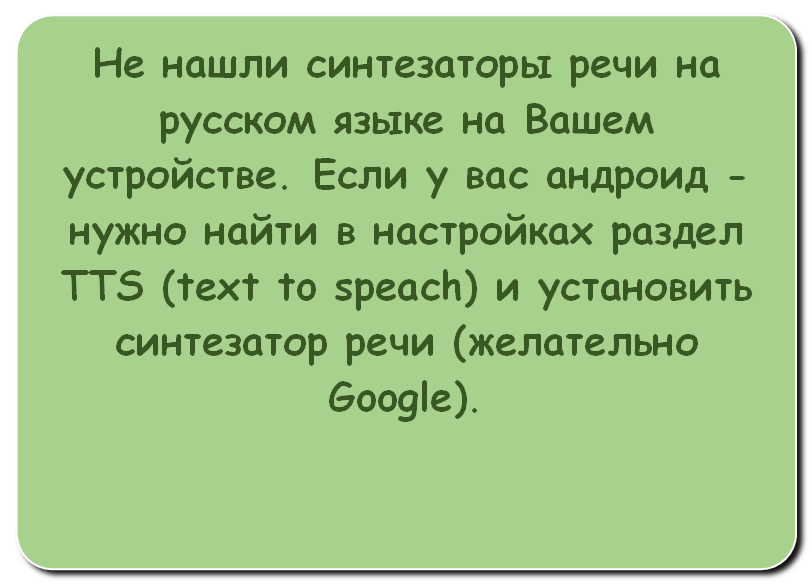 Не нашли синтезаторы речи на
русском языке на Вашем
устройстве. Если у вас андроид -
нужно найти в настройках раздел
TTS (text to speach) и установить
синтезатор речи (желательно
Google).